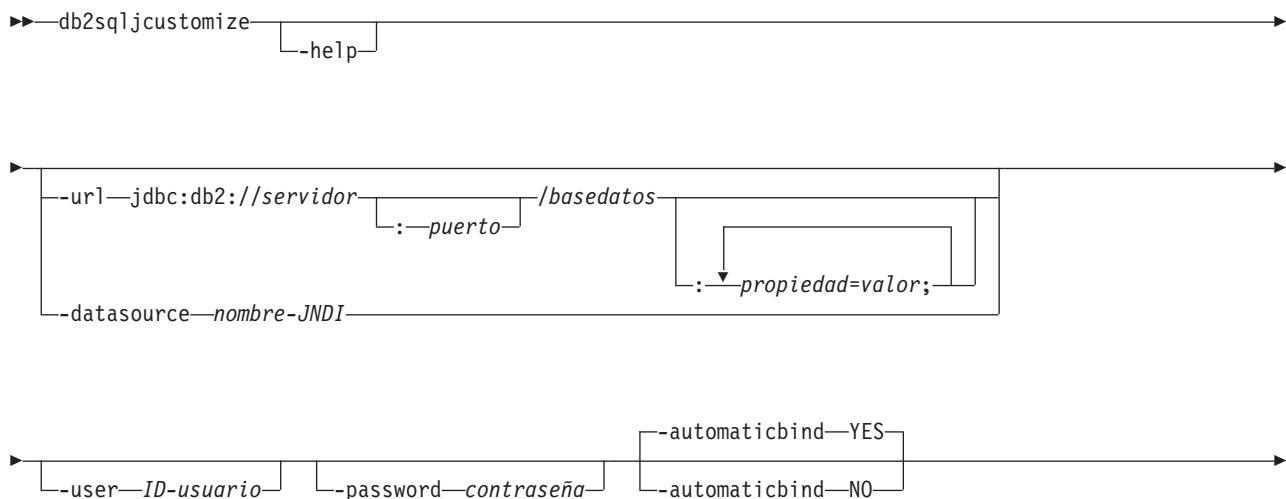 db2sqljcustomize
-help
-url jdbc:db2://servidor /basedatos
: puerto
: propiedad=valor;
-datasource nombre-JNDI
-automaticbind YES
-user ID-usuario -password contraseña -automaticbind NO